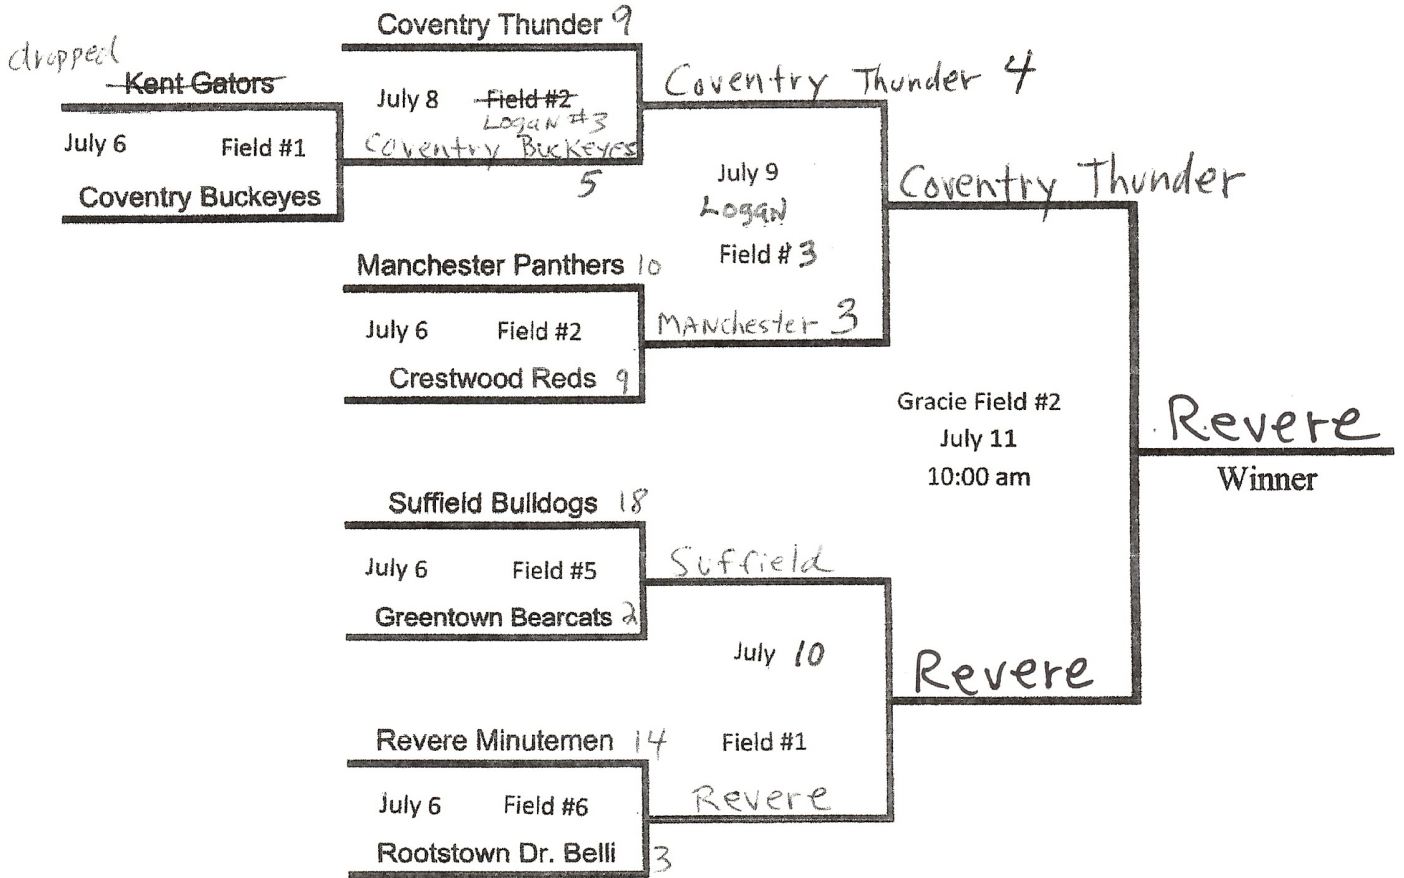 Coventry Thunder 9
dropped
Kent Gators
July 6 Field #1
Coventry Buckeyes
July 8 Field #2
Logan #3
Coventry Buckeyes
5
Coventry Thunder 4
July 9
Logan
Field # 3
Coventry Thunder
Manchester Panthers 10
July 6 Field #2
Manchester 3
Crestwood Reds 9
Gracie Field #2
July 11
10:00 am
Revere
Winner
Suffield Bulldogs 18
July 6 Field #5
Suffield
Greentown Bearcats 2
July 10
Revere
Revere Minutemen 14
Field #1
July 6 Field #6
Revere
Rootstown Dr. Belli 3